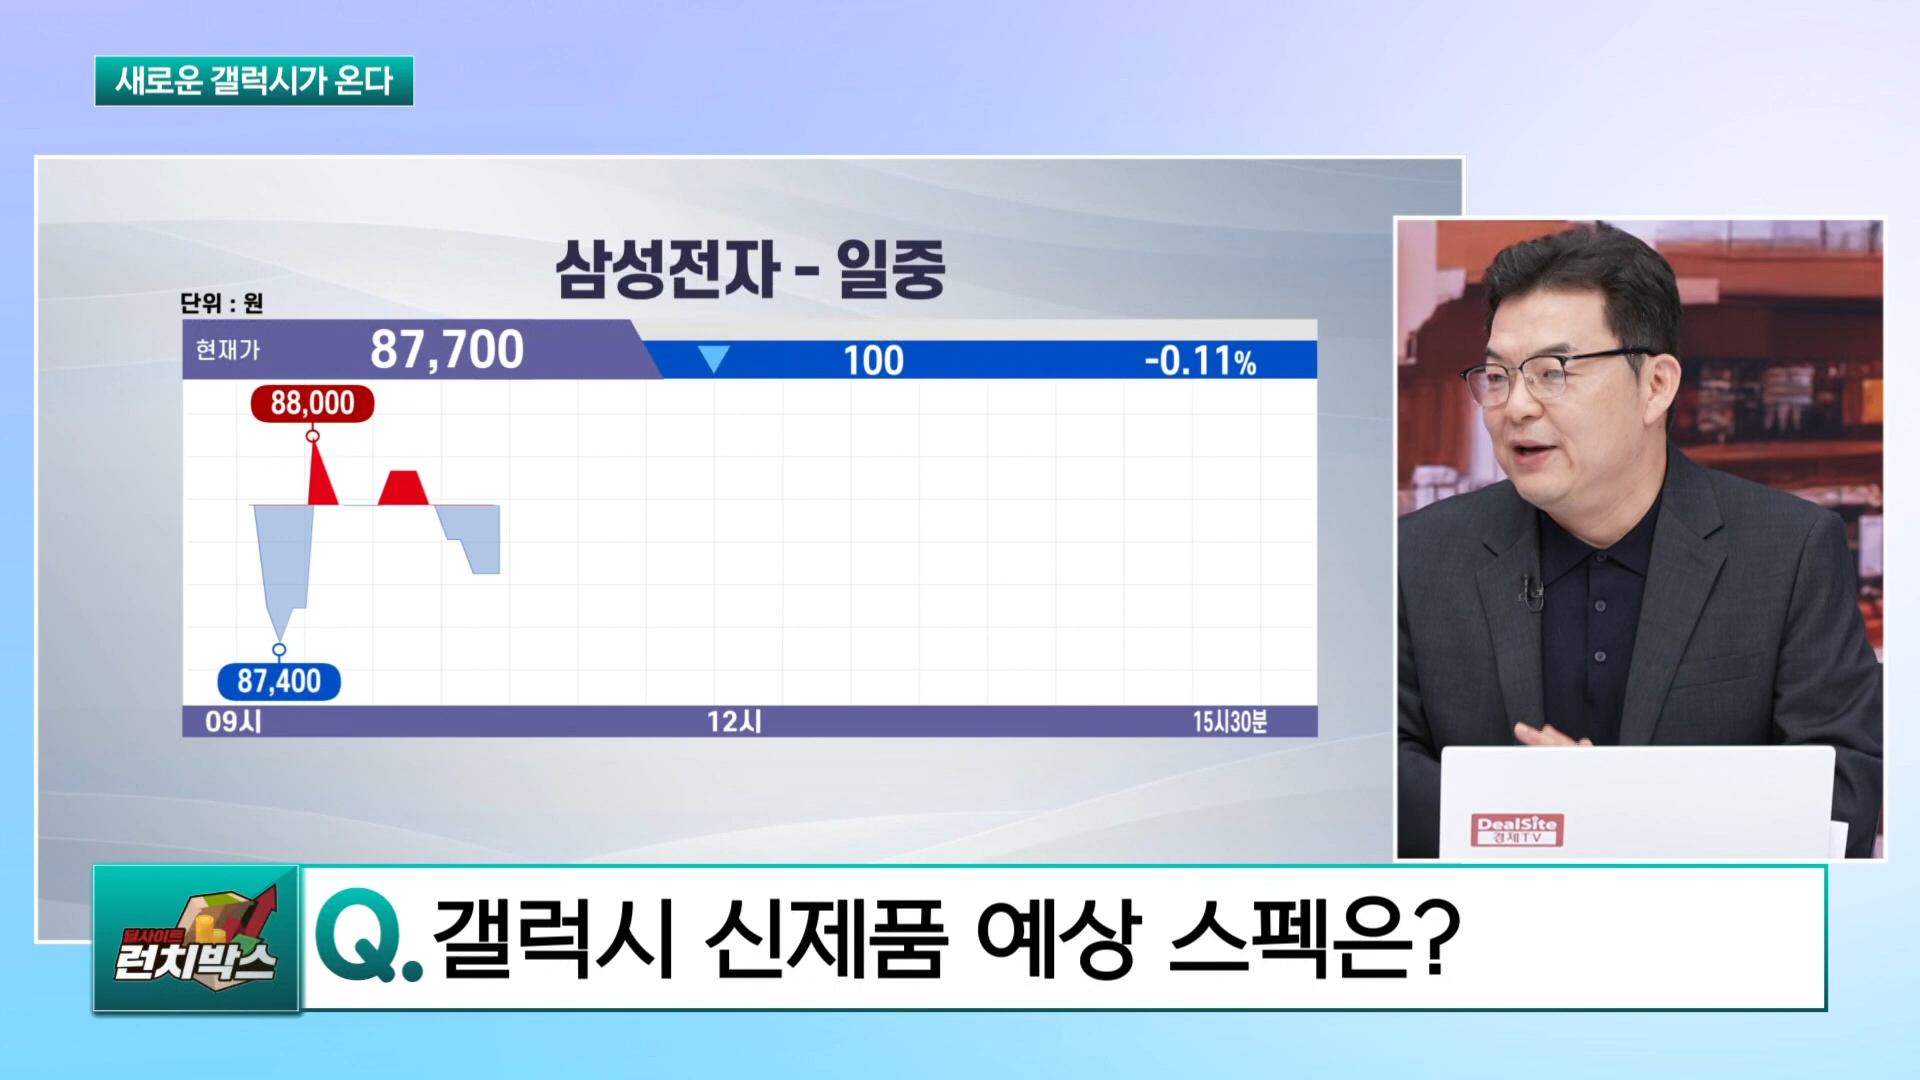 새로운 갤럭시가 온다
삼성전자 - 일중
단위 : 원
현재가 87,700 ▼ 100 -0.11%
88,000
87,400
09시 12시 15시30분
DealSite
경제TV
딜사이트
런치박스
Q. 갤럭시 신제품 예상 스펙은?